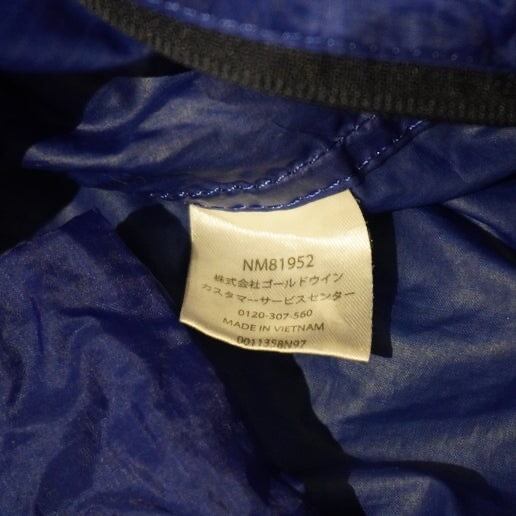 NM81952
株式会社ゴールドウイン
カスタマーサービスセンター
0120-307-560
MADE IN VIETNAM
0011358N97